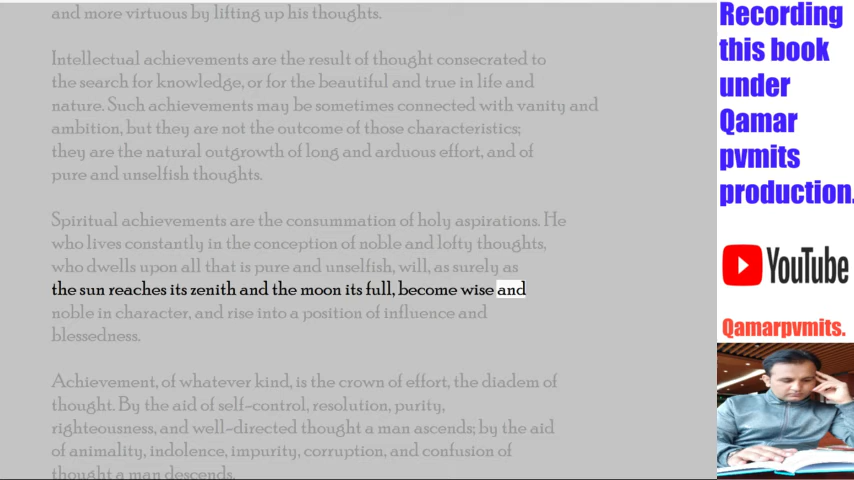 and more virtuous by lifting up his thoughts.
Intellectual achievements are the result of thought consecrated to
the search for knowledge, or for the beautiful and true in life and
nature. Such achievements may be sometimes connected with vanity and
ambition, but they are not the outcome of those characteristics;
they are the natural outgrowth of long and arduous effort, and of
pure and unselfish thoughts.
Spiritual achievements are the consummation of holy aspirations. He
who lives constantly in the conception of noble and lofty thoughts,
who dwells upon all that is pure and unselfish, will, as surely as
the sun reaches its zenith and the moon its full, become wise and
noble in character, and rise into a position of influence and
blessedness.
Achievement, of whatever kind, is the crown of effort, the diadem of
thought. By the aid of self-control, resolution, purity,
righteousness, and well-directed thought a man ascends; by the aid
of animality, indolence, impurity, corruption, and confusion of
thought a man descends.
Recording
this book
under
Qamar
pvmits
production.
YouTube
Qamarpvmits.